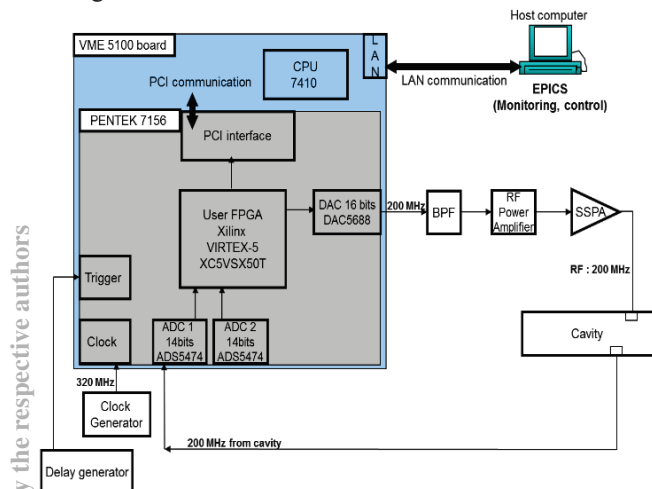 Host computer
VME 5100 board
L
A
N
CPU
7410
PCI communication
LAN communication
EPICS
(Monitoring, control)
PENTEK 7156
PCI interface
User FPGA
Xilinx
VIRTEX-5
XC5VSX50T
DAC 16 bits
DAC5688
200 MHz
BPF
RF
Power
Amplifier
SSPA
RF : 200 MHz
Trigger
Clock
ADC 1
14bits
ADS5474
ADC 2
14bits
ADS5474
Cavity
320 MHz
Clock
Generator
200 MHz from cavity
Delay generator
y the respective authors